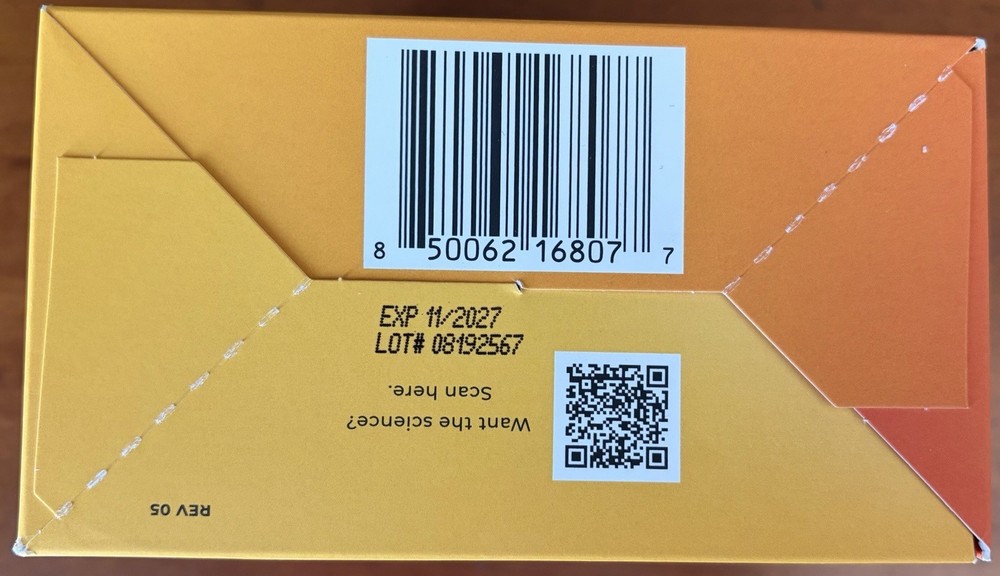 8 50062 16807 7
EXP 11/2027
LOT# 08192567
Want the science?
Scan here.
REV 05